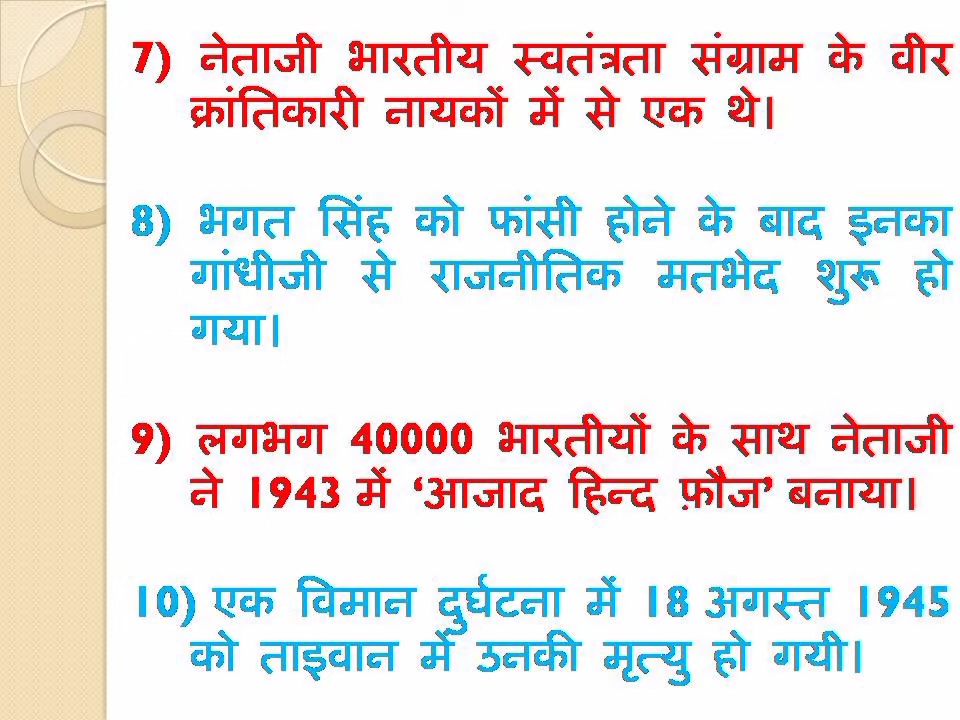 7) नेताजी भारतीय स्वतंत्रता संग्राम के वीर
क्रांतिकारी नायकों में से एक थे।
8) भगत सिंह को फांसी होने के बाद इनका
गांधीजी से राजनीतिक मतभेद शुरू हो
गया।
9) लगभग 40000 भारतीयों के साथ नेताजी
ने 1943 में ‘आजाद हिन्द फ़ौज’ बनाया।
10) एक विमान दुर्घटना में 18 अगस्त 1945
को ताइवान में उनकी मृत्यु हो गयी।